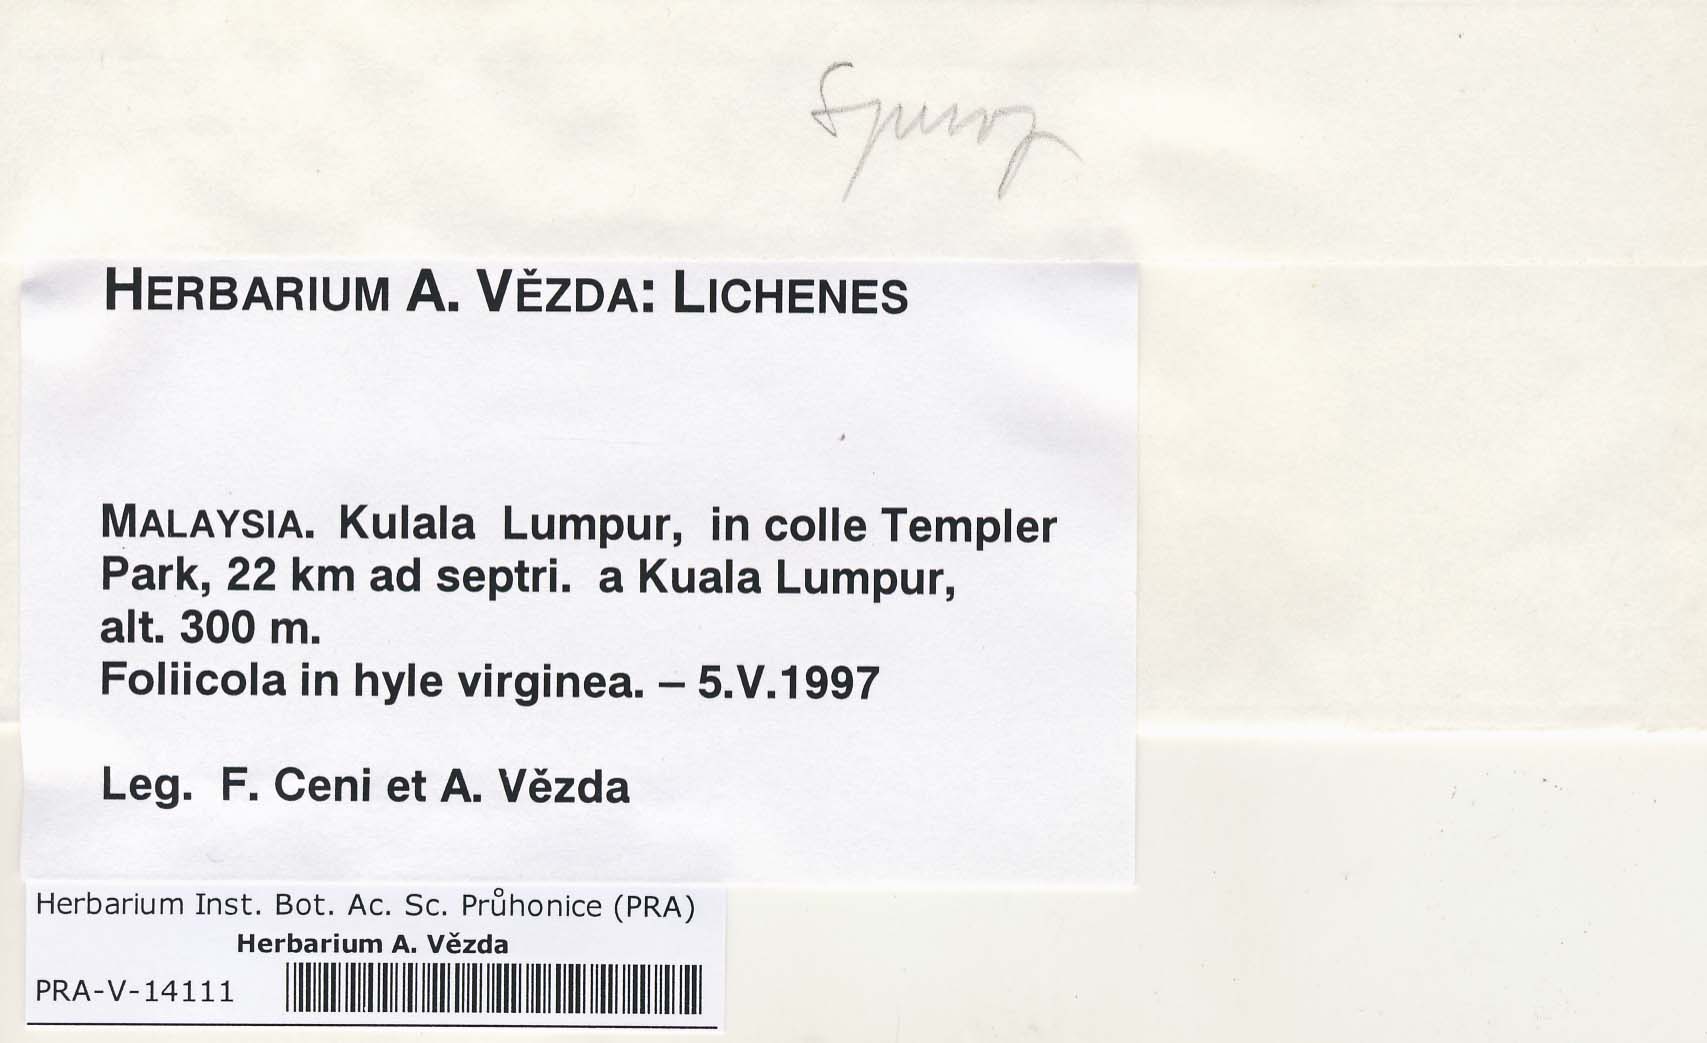 HERBARIUM A. VĚZDA: LICHENES
MALAYSIA. Kulala Lumpur, in colle Templer
Park, 22 km ad septri. a Kuala Lumpur,
alt. 300 m.
Foliicola in hyle virginea. – 5.V.1997
Leg. F. Ceni et A. Vězda
Herbarium Inst. Bot. Ac. Sc. Průhonice (PRA)
Herbarium A. Vězda
PRA-V-14111